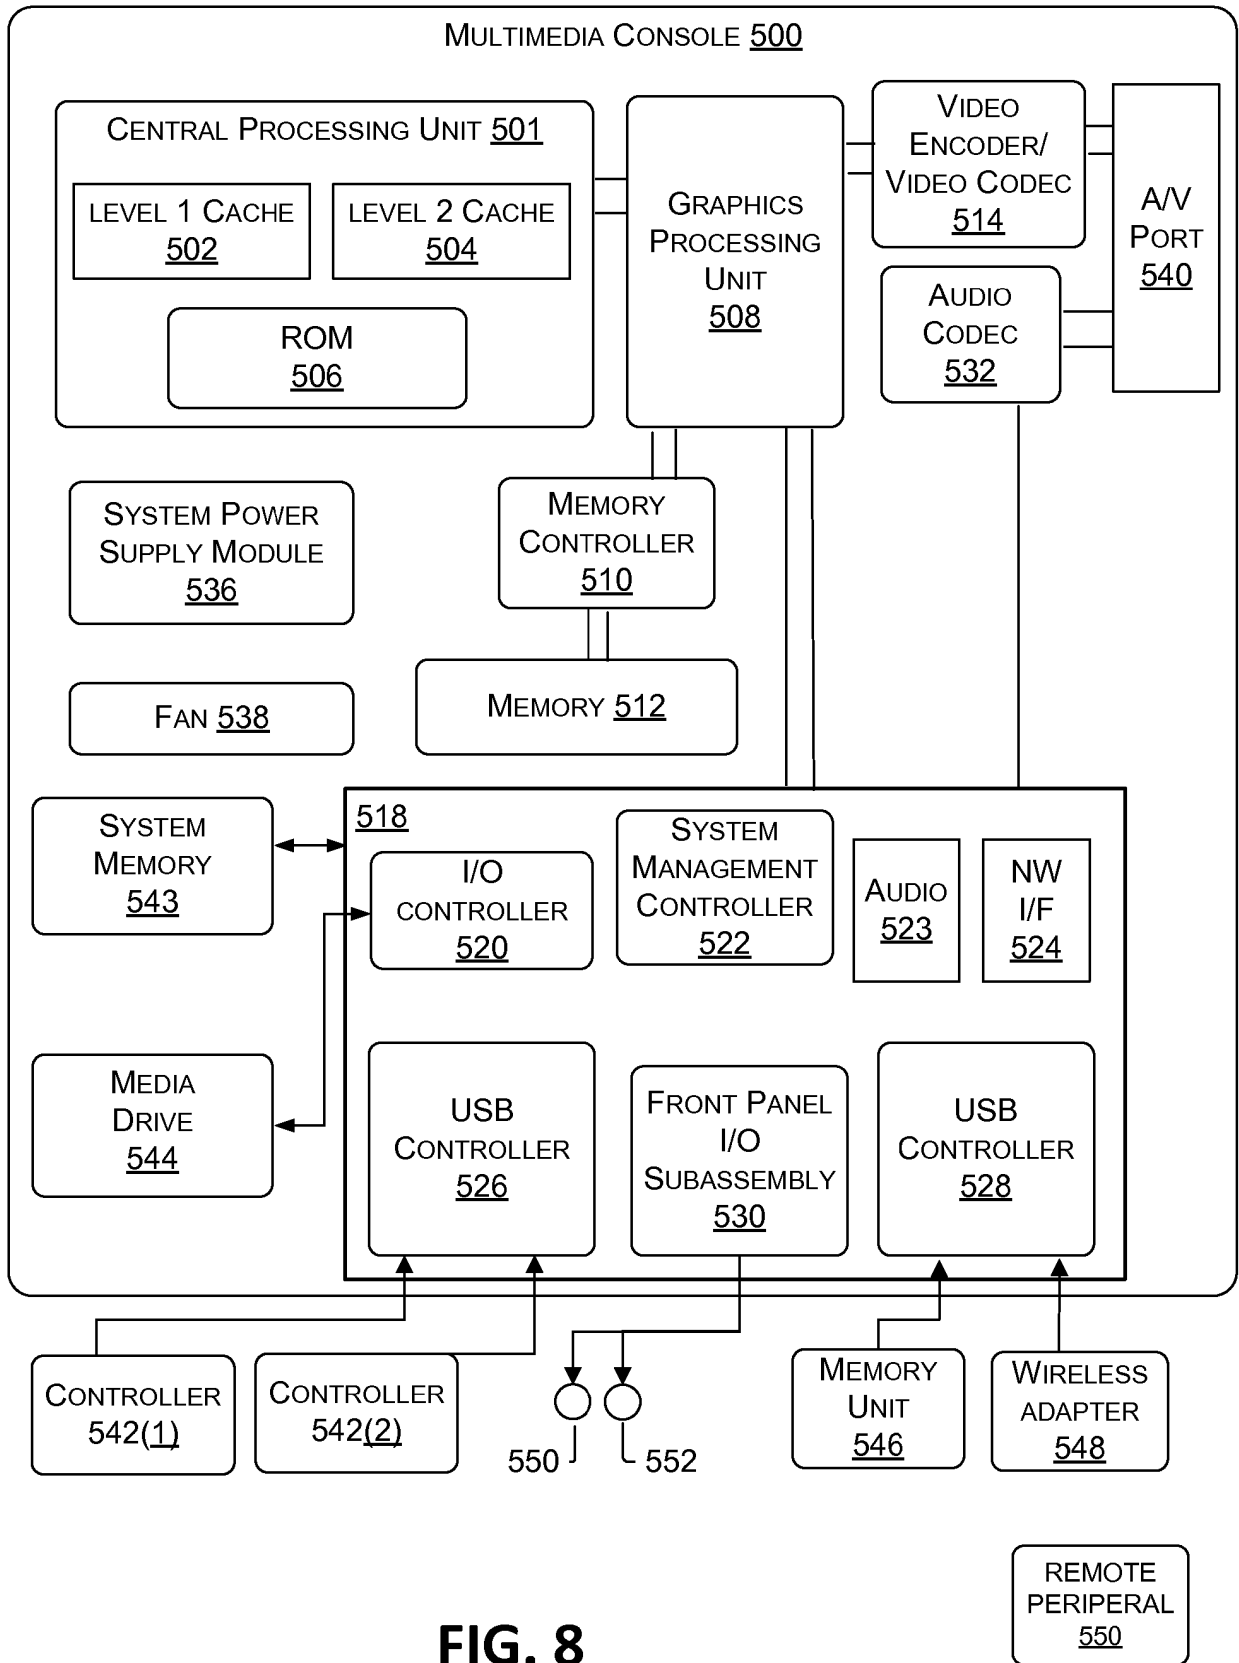 MULTIMEDIA CONSOLE 500
CENTRAL PROCESSING UNIT 501
LEVEL 1 CACHE
502
LEVEL 2 CACHE
504
ROM
506
GRAPHICS
PROCESSING
UNIT
508
VIDEO
ENCODER/
VIDEO CODEC
514
A/V
PORT
540
AUDIO
CODEC
532
SYSTEM POWER
SUPPLY MODULE
536
MEMORY
CONTROLLER
510
FAN 538
MEMORY 512
SYSTEM
MEMORY
543
518
I/O
CONTROLLER
520
SYSTEM
MANAGEMENT
CONTROLLER
522
AUDIO
523
NW
I/F
524
MEDIA
DRIVE
544
USB
CONTROLLER
526
FRONT PANEL
I/O
SUBASSEMBLY
530
USB
CONTROLLER
528
CONTROLLER
542(1)
CONTROLLER
542(2)
550
552
MEMORY
UNIT
546
WIRELESS
ADAPTER
548
REMOTE
PERIPERAL
550
FIG. 8